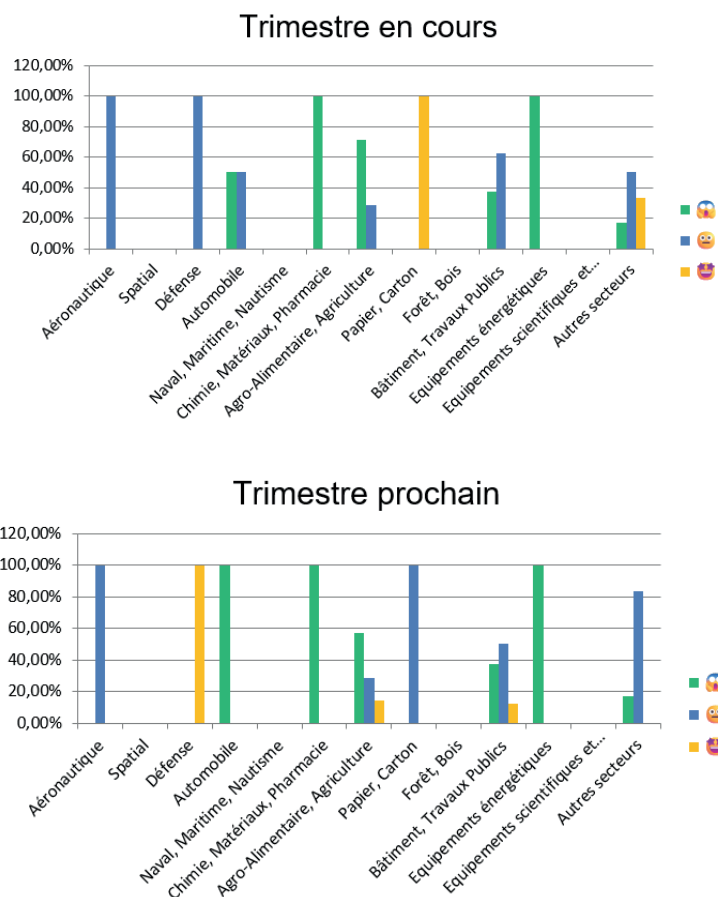 Trimestre en cours
120,00%
100,00%
80,00%
60,00%
40,00%
20,00%
0,00%
Aéronautique
Spatial
Défense
Automobile
Naval, Maritime, Nautisme
Chimie, Matériaux, Pharmacie
Agro-Alimentaire, Agriculture
Papier, Carton
Forêt, Bois
Bâtiment, Travaux Publics
Equipements énergétiques
Equipements scientifiques et...
Autres secteurs
😱
😐
🤩
Trimestre prochain
120,00%
100,00%
80,00%
60,00%
40,00%
20,00%
0,00%
Aéronautique
Spatial
Défense
Automobile
Naval, Maritime, Nautisme
Chimie, Matériaux, Pharmacie
Agro-Alimentaire, Agriculture
Papier, Carton
Forêt, Bois
Bâtiment, Travaux Publics
Equipements énergétiques
Equipements scientifiques et...
Autres secteurs
😱
😐
🤩